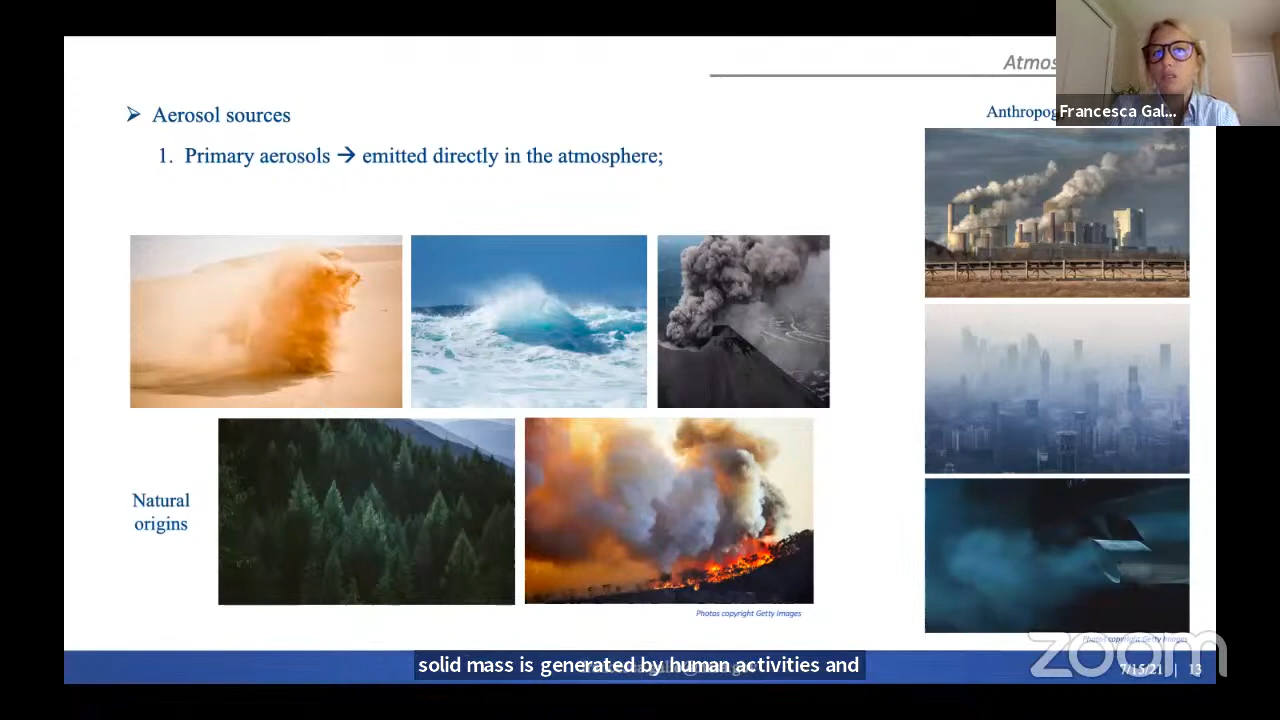 Atmos
Francesca Gal...
➢ Aerosol sources
Anthropog
1. Primary aerosols → emitted directly in the atmosphere;
Natural
origins
Photos copyright Getty Images
Photos copyright Getty Images
zoom
solid mass is generated by human activities and
7/15/21 | 13